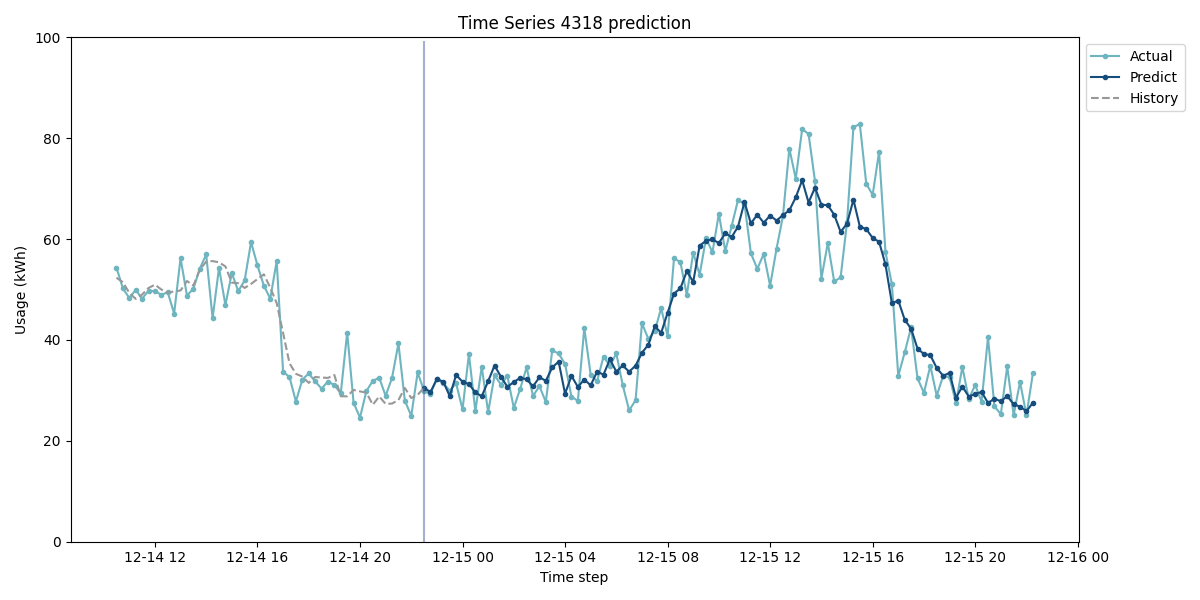 Time Series 4318 prediction
100
80
60
40
20
0
Usage (kWh)
12-14 12
12-14 16
12-14 20
12-15 00
12-15 04
12-15 08
12-15 12
12-15 16
12-15 20
12-16 00
Time step
Actual
Predict
History